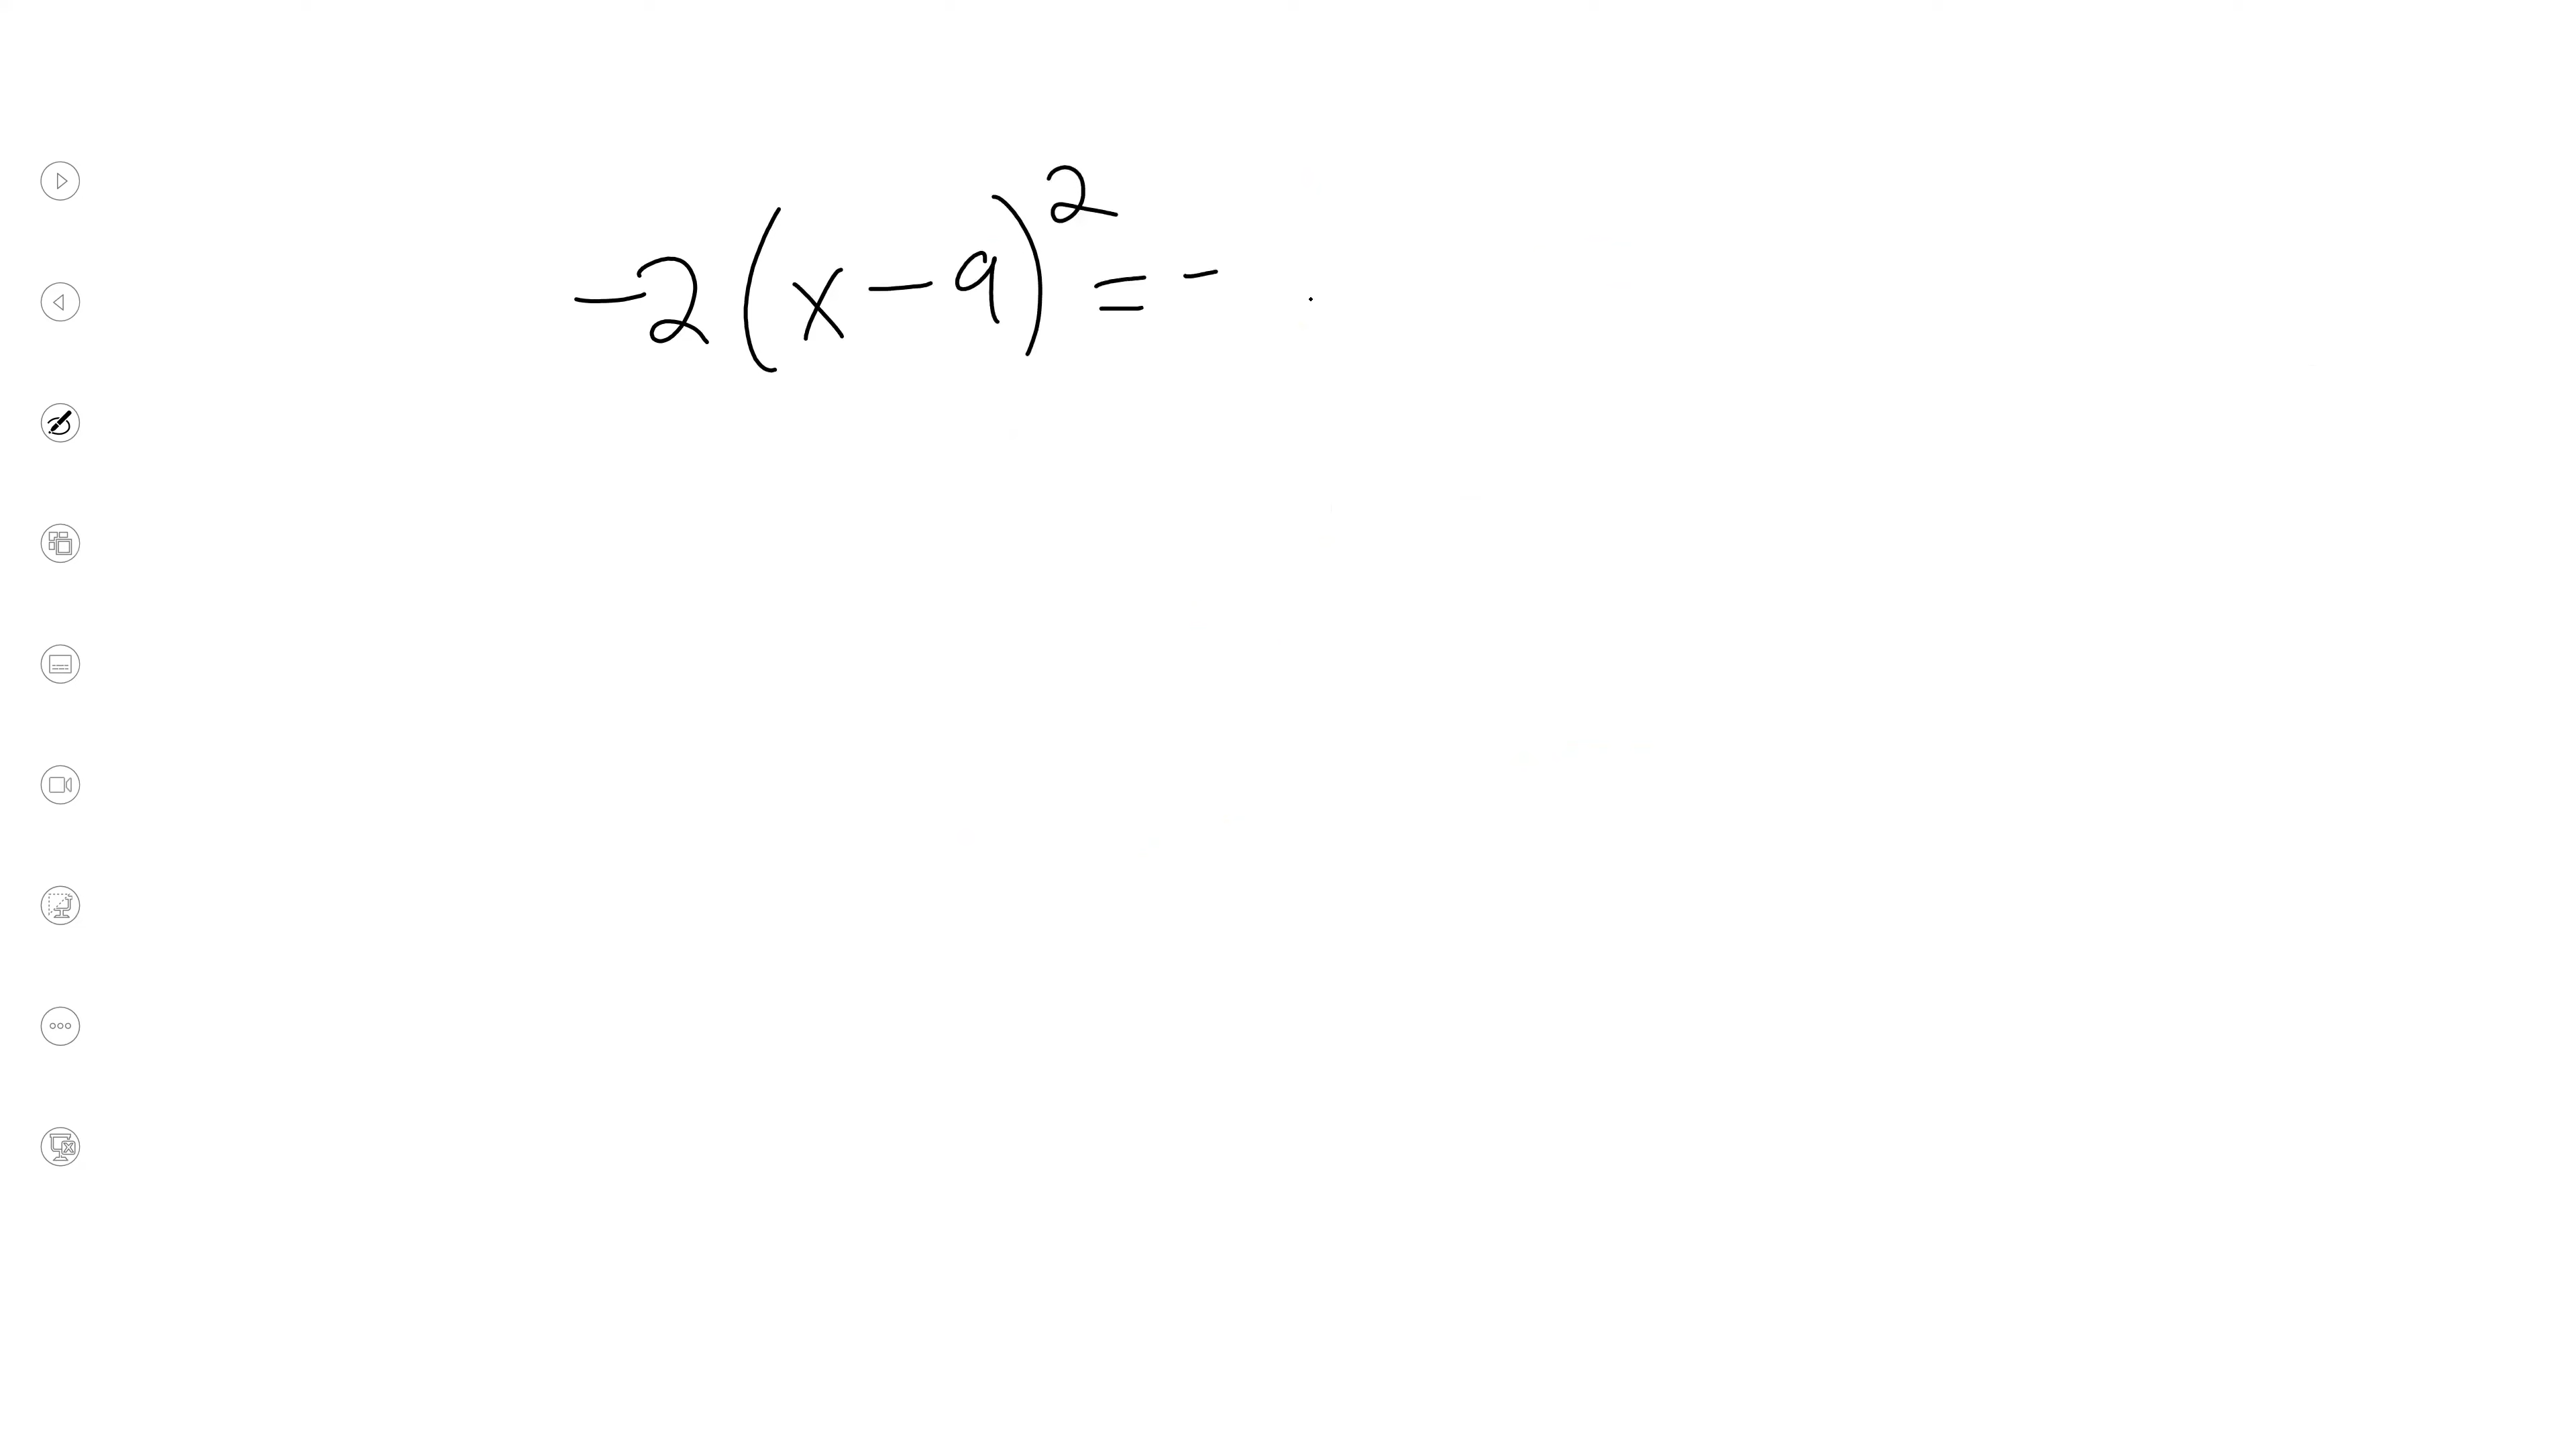 -2(x-9)² = -